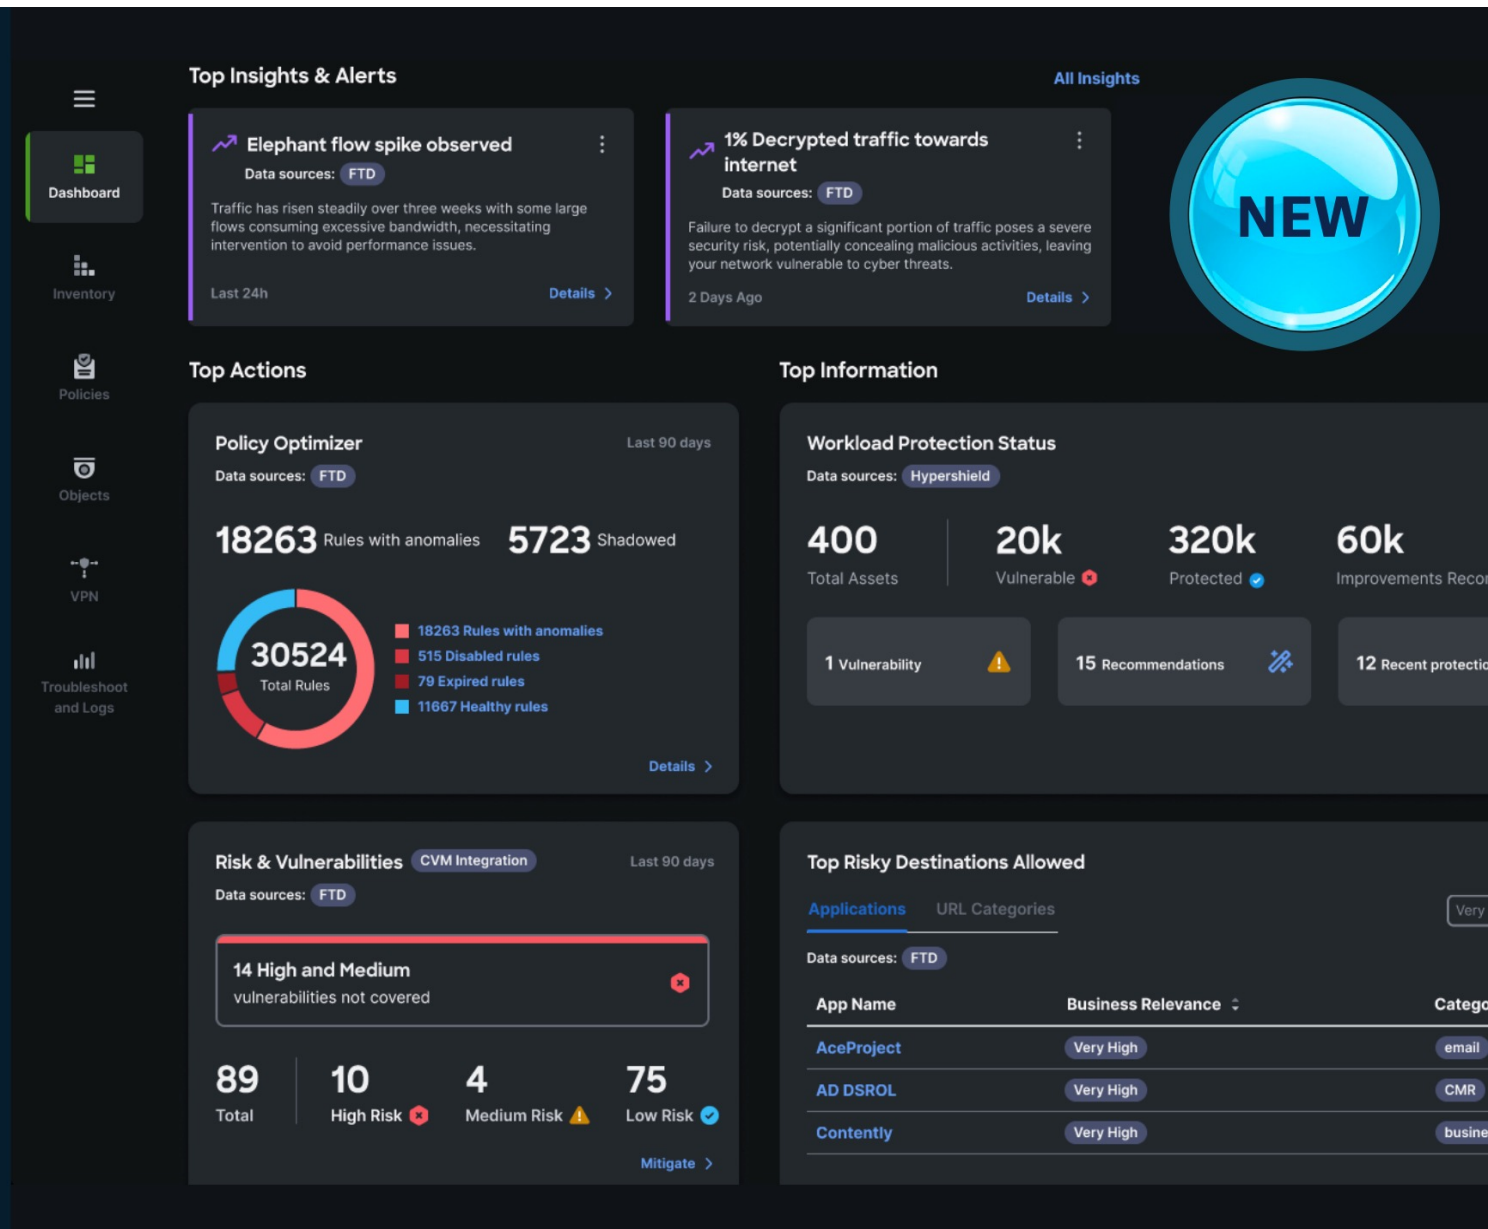 Top Insights & Alerts
All Insights
Elephant flow spike observed
Data sources: FTD
Traffic has risen steadily over three weeks with some large
flows consuming excessive bandwidth, necessitating
intervention to avoid performance issues.
Last 24h
Details
1% Decrypted traffic towards
internet
Data sources: FTD
Failure to decrypt a significant portion of traffic poses a severe
security risk, potentially concealing malicious activities, leaving
your network vulnerable to cyber threats.
2 Days Ago
Details
NEW
Dashboard
Inventory
Policies
Objects
VPN
Troubleshoot
and Logs
Top Actions
Policy Optimizer
Last 90 days
Data sources: FTD
18263 Rules with anomalies 5723 Shadowed
30524
Total Rules
18263 Rules with anomalies
515 Disabled rules
79 Expired rules
11667 Healthy rules
Details
Top Information
Workload Protection Status
Data sources: Hypershield
400
Total Assets
20k
Vulnerable
320k
Protected
60k
Improvements
1 Vulnerability
15 Recommendations
12 Recent
Risk & Vulnerabilities CVM Integration
Last 90 days
Data sources: FTD
14 High and Medium
vulnerabilities not covered
89
Total
10
High Risk
4
Medium Risk
75
Low Risk
Mitigate
Top Risky Destinations Allowed
Applications URL Categories
Very
Data sources: FTD
App Name Business Relevance
AceProject Very High email
AD DSROL Very High CMR
Contently Very High